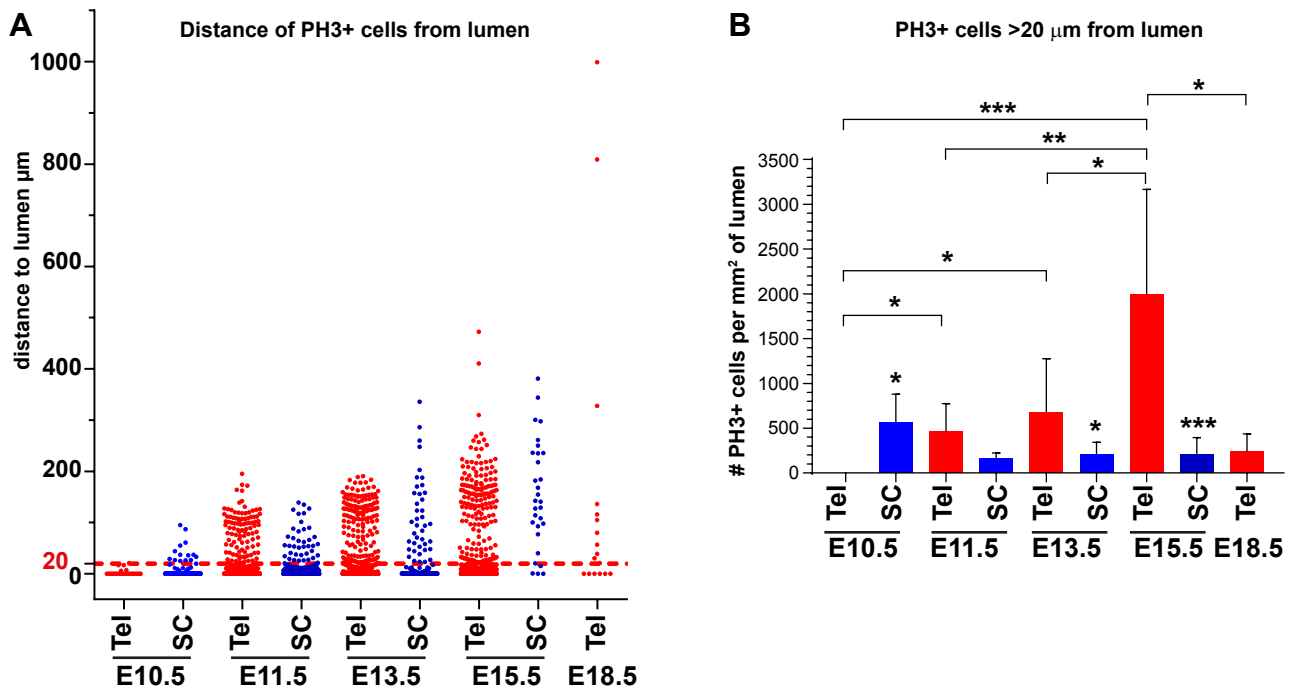 A
Distance of PH3+ cells from lumen
distance to lumen µm
1000
800
600
400
200
20
0
Tel
SC
Tel
SC
Tel
SC
Tel
SC
Tel
E10.5
E11.5
E13.5
E15.5
E18.5
B
PH3+ cells >20 µm from lumen
# PH3+ cells per mm² of lumen
*
***
**
*
*
*
3500
3000
2500
2000
1500
1000
500
0
*
*
***
Tel
SC
Tel
SC
Tel
SC
Tel
SC
Tel
E10.5
E11.5
E13.5
E15.5
E18.5